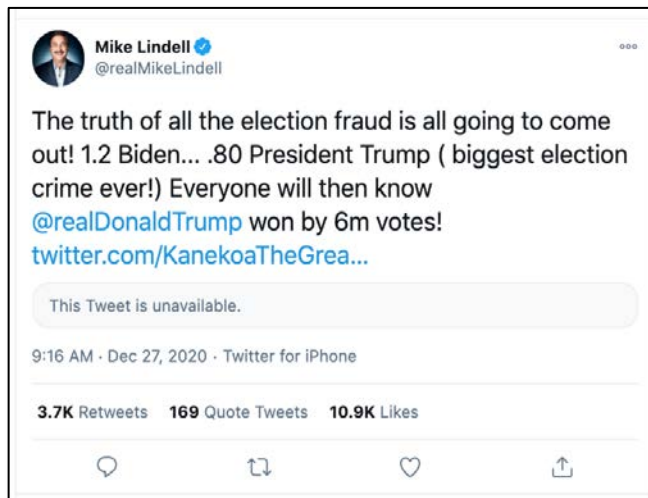 Mike Lindell
@realMikeLindell
The truth of all the election fraud is all going to come
out! 1.2 Biden... .80 President Trump ( biggest election
crime ever!) Everyone will then know
@realDonaldTrump won by 6m votes!
twitter.com/KanekoaTheGrea...
This Tweet is unavailable.
9:16 AM · Dec 27, 2020 · Twitter for iPhone
3.7K Retweets 169 Quote Tweets 10.9K Likes